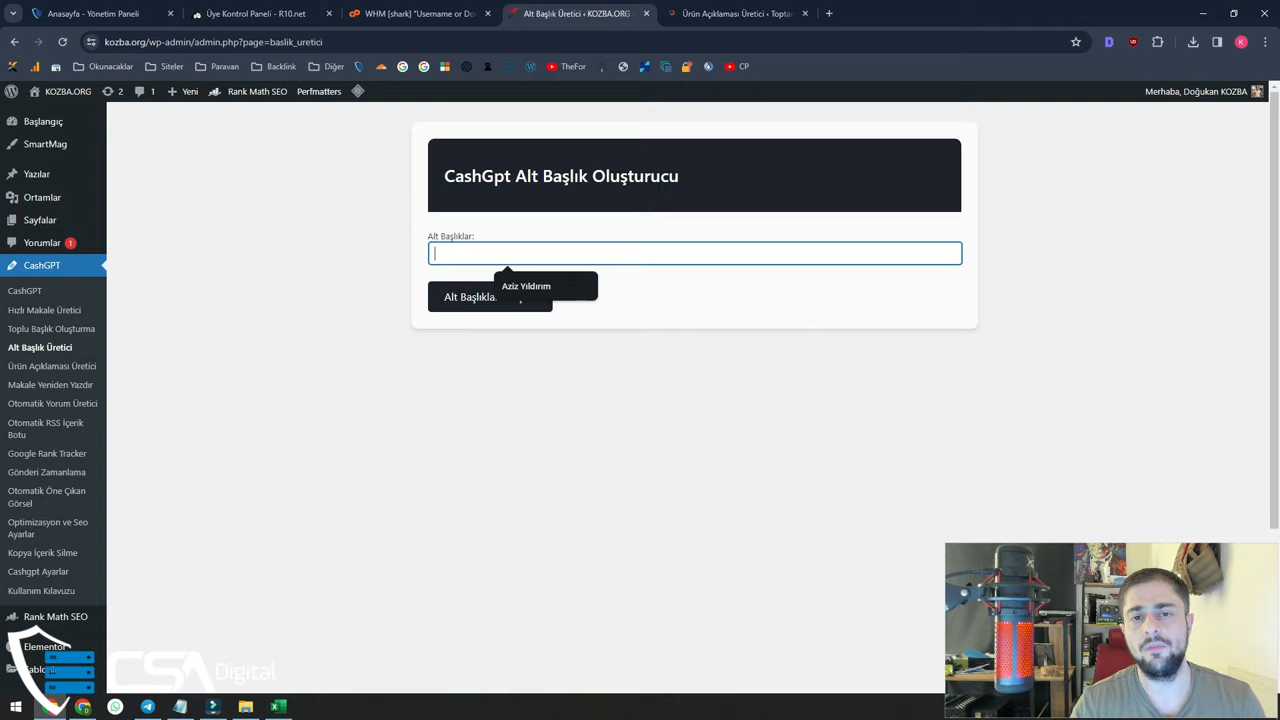 Anasayfa - Yönetim Paneli
Üye Kontrol Paneli - R10.net
WHM [shark] "Username or Do
Alt Başlık Üretici ‹ KOZBA.ORG -
Ürün Açıklaması Üretici ‹ Toptar
kozba.org/wp-admin/admin.php?page=baslik_uretici
Okunacaklar
Siteler
Paravan
Backlink
Diğer
TheFor
CP
KOZBA.ORG
2
1
Yeni
Rank Math SEO
Perfmatters
Merhaba, Doğukan KOZBA
Başlangıç
SmartMag
Yazılar
Ortamlar
Sayfalar
Yorumlar 1
CashGPT
CashGPT
Hızlı Makale Üretici
Toplu Başlık Oluşturma
Alt Başlık Üretici
Ürün Açıklaması Üretici
Makale Yeniden Yazdır
Otomatik Yorum Üretici
Otomatik RSS İçerik
Botu
Google Rank Tracker
Gönderi Zamanlama
Otomatik Öne Çıkan
Görsel
Optimizasyon ve Seo
Ayarlar
Kopya İçerik Silme
Cashgpt Ayarlar
Kullanım Kılavuzu
Rank Math SEO
Elementor
CashGpt Alt Başlık Oluşturucu
Alt Başlıklar:
Aziz Yıldırım
Alt Başlıkla
CSA Digital